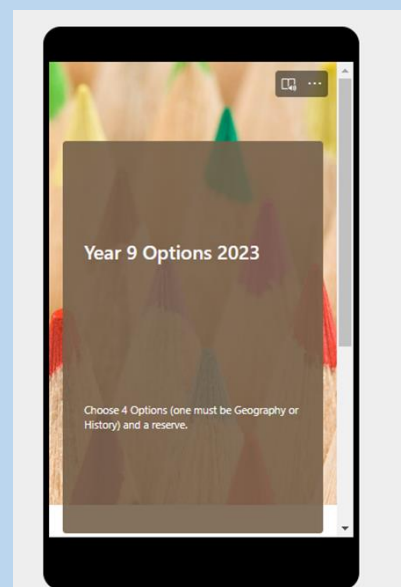 Year 9 Options 2023
Choose 4 Options (one must be Geography or
History) and a reserve.